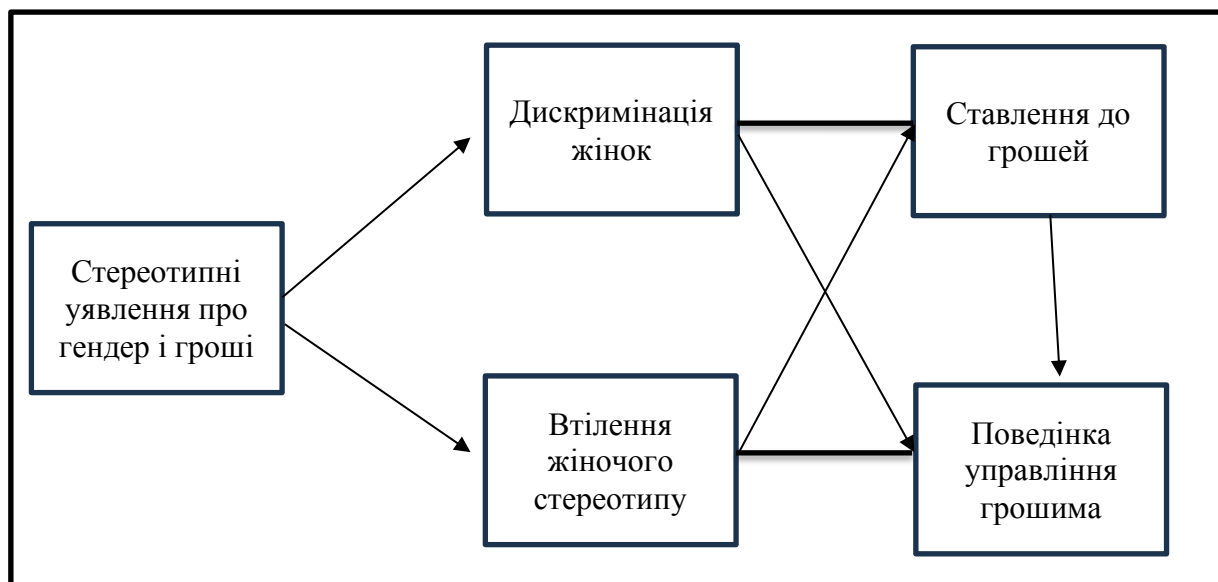 Дискримінація
жінок
Ставлення до
грошей
Стереотипні
уявлення про
гендер і гроші
Втілення
жіночого
стереотипу
Поведінка
управління
грошима